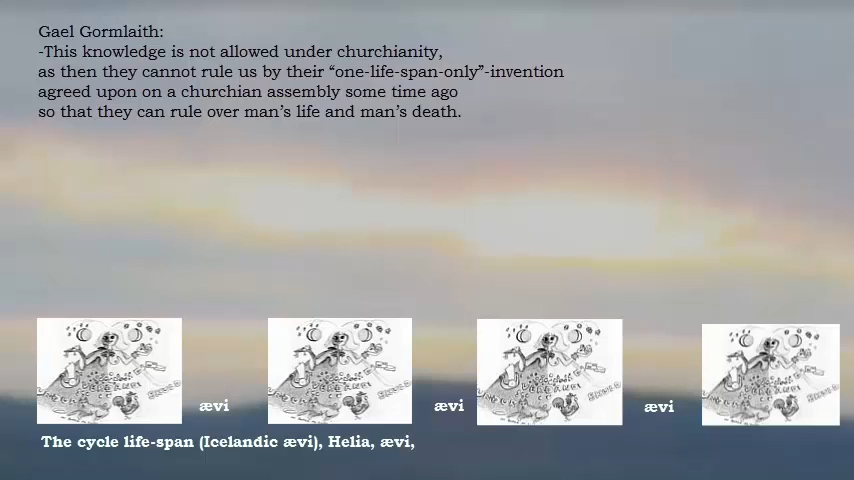 Gael Gormlaith:
-This knowledge is not allowed under churchianity,
as then they cannot rule us by their “one-life-span-only”-invention
agreed upon on a churchian assembly some time ago
so that they can rule over man’s life and man’s death.
ævi ævi ævi
The cycle life-span (Icelandic ævi), Helia, ævi,